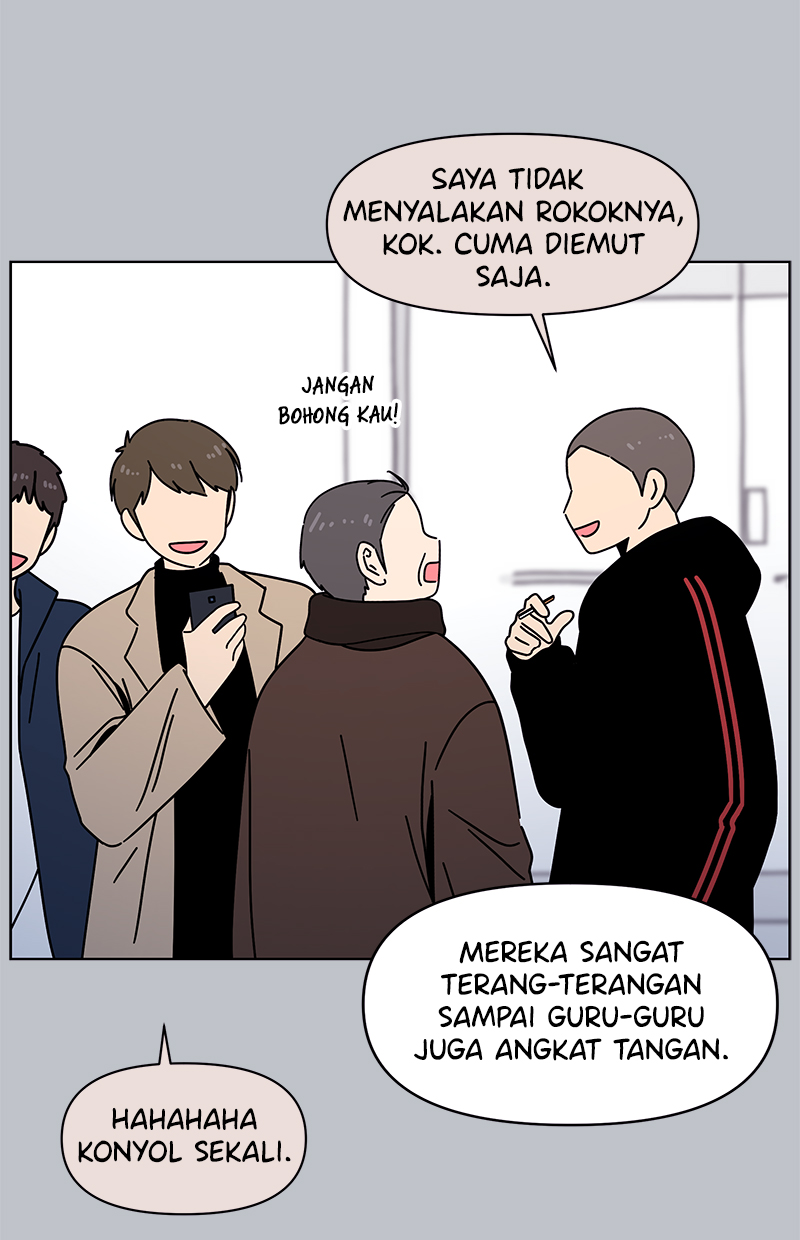 SAYA TIDAK
MENYALAKAN ROKOKNYA,
KOK. CUMA DIEMUT
SAJA.
JANGAN
BOHONG KAU!
MEREKA SANGAT
TERANG-TERANGAN
SAMPAI GURU-GURU
JUGA ANGKAT TANGAN.
HAHAHAHA
KONYOL SEKALI.